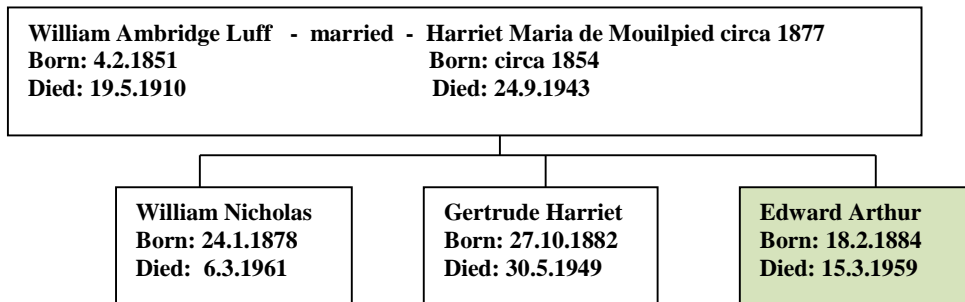 William Ambridge Luff - married - Harriet Maria de Mouilpied circa 1877
Born: 4.2.1851 Born: circa 1854
Died: 19.5.1910 Died: 24.9.1943
William Nicholas
Born: 24.1.1878
Died: 6.3.1961
Gertrude Harriet
Born: 27.10.1882
Died: 30.5.1949
Edward Arthur
Born: 18.2.1884
Died: 15.3.1959